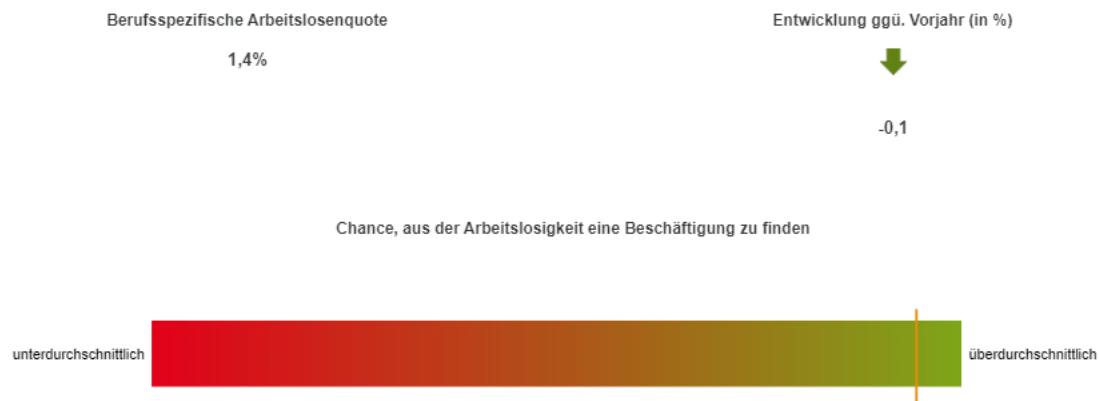 Berufsspezifische Arbeitslosenquote
Entwicklung ggü. Vorjahr (in %)
1,4%
-0,1
Chance, aus der Arbeitslosigkeit eine Beschäftigung zu finden
unterdurchschnittlich
überdurchschnittlich